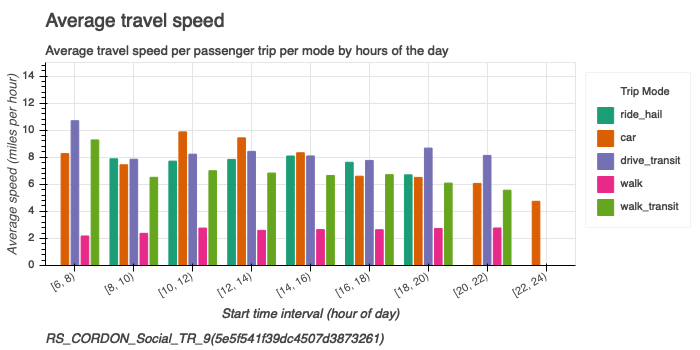 Average travel speed
Average travel speed per passenger trip per mode by hours of the day
Average speed (miles per hour)
14
12
10
8
6
4
2
0
[6, 8)
[8, 10)
[10, 12)
[12, 14)
[14, 16)
[16, 18)
[18, 20)
[20, 22)
[22, 24)
Start time interval (hour of day)
Trip Mode
ride_hail
car
drive_transit
walk
walk_transit
RS_CORDON_Social_TR_9(5e5f541f39dc4507d3873261)